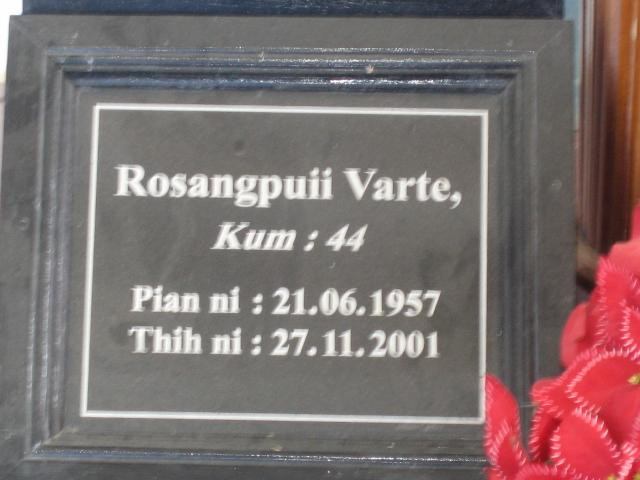 Rosangpuii Varte,
Kum : 44
Pian ni : 21.06.1957
Thih ni : 27.11.2001